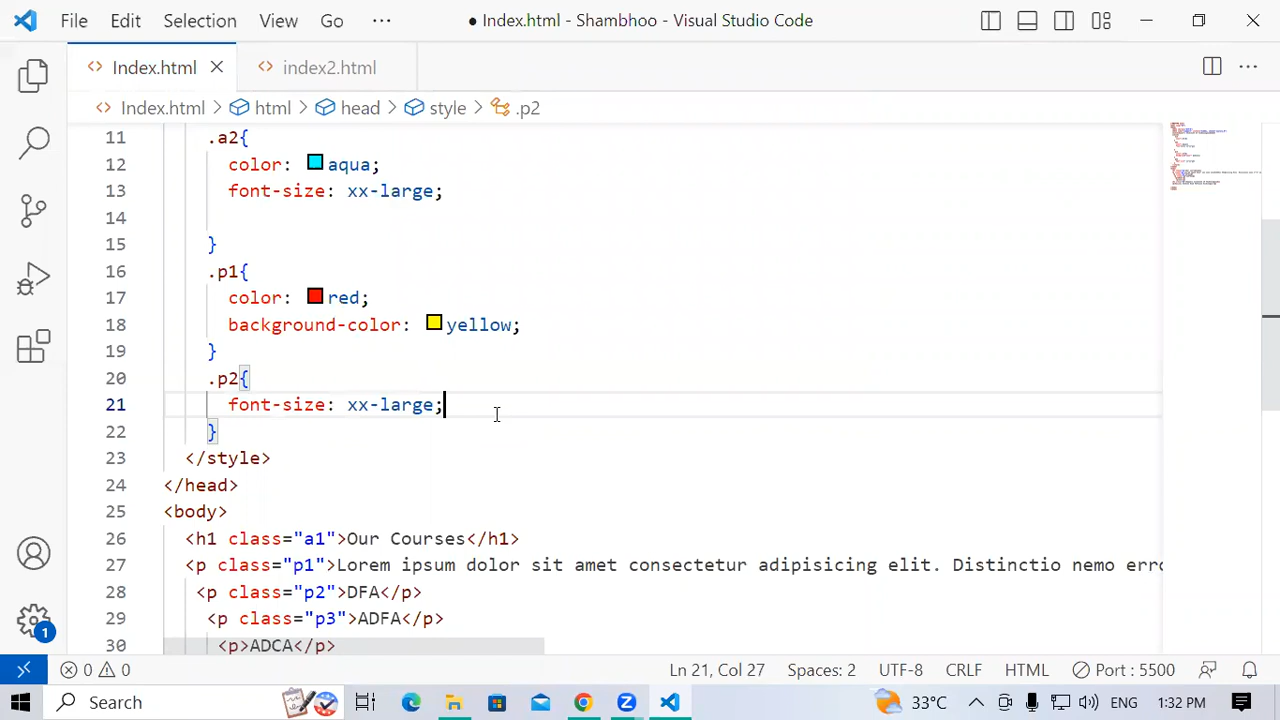 File Edit Selection View Go ··· ● Index.html - Shambhoo - Visual Studio Code
Index.html index2.html
Index.html > html > head > style > .p2
11 .a2{
12 color: aqua;
13 font-size: xx-large;
14
15 }
16 .p1{
17 color: red;
18 background-color: yellow;
19 }
20 .p2{
21 font-size: xx-large;
22 }
23 </style>
24 </head>
25 <body>
26 <h1 class="a1">Our Courses</h1>
27 <p class="p1">Lorem ipsum dolor sit amet consectetur adipisicing elit. Distinctio nemo erro
28 <p class="p2">DFA</p>
29 <p class="p3">ADFA</p>
30 <p>ADCA</p>
1
0 0 Ln 21, Col 27 Spaces: 2 UTF-8 CRLF HTML Port : 5500
Search 33°C ENG 1:32 PM